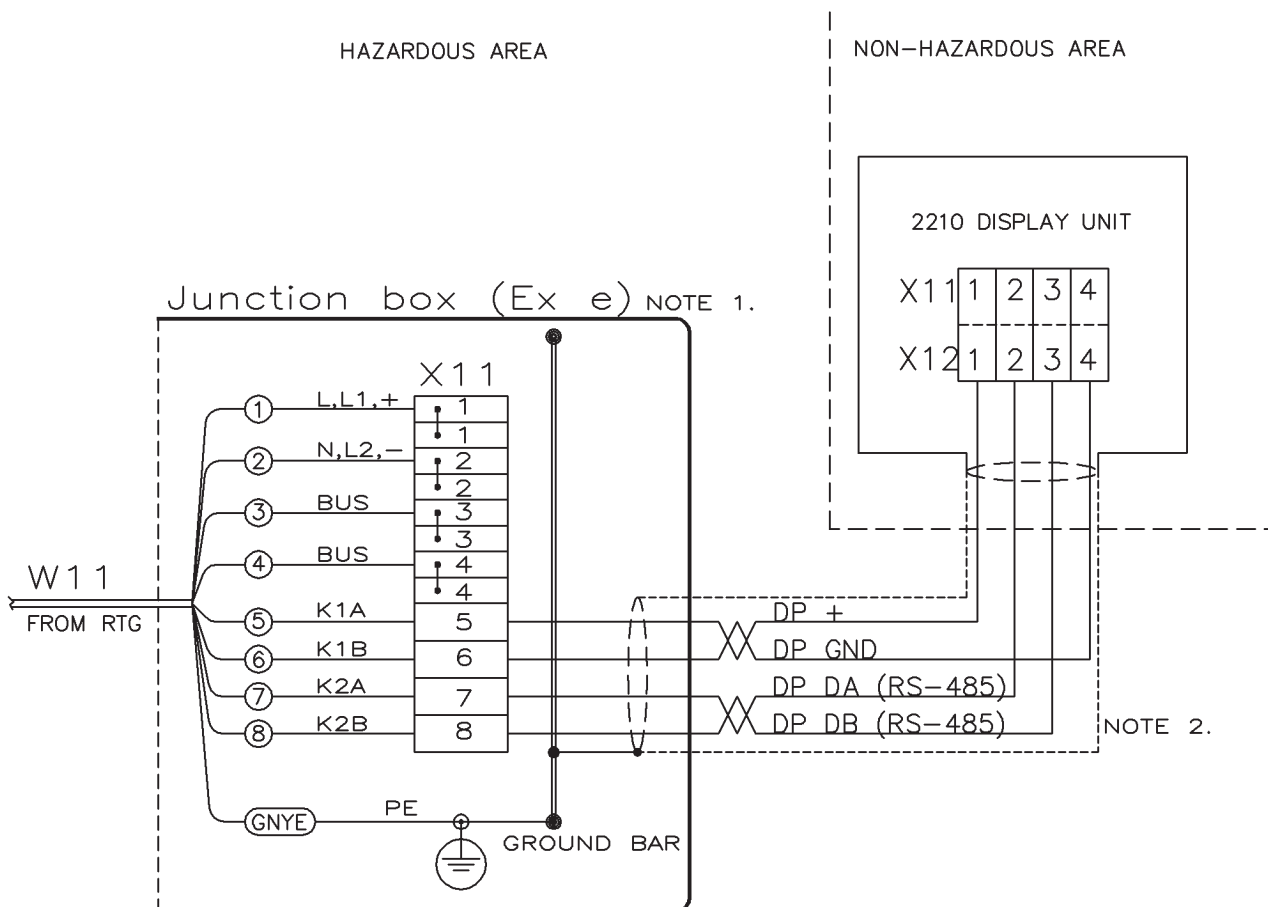 HAZARDOUS AREA
NON-HAZARDOUS AREA
2210 DISPLAY UNIT
X11 1 2 3 4
X12 1 2 3 4
Junction box (Ex e) NOTE 1.
X11
1 L,L1,+ 1
1
2 N,L2,- 2
2
3 BUS 3
3
4 BUS 4
4
W11
FROM RTG
5 K1A 5 DP +
6 K1B 6 DP GND
7 K2A 7 DP DA (RS-485)
8 K2B 8 DP DB (RS-485)
NOTE 2.
GNYE PE
GROUND BAR